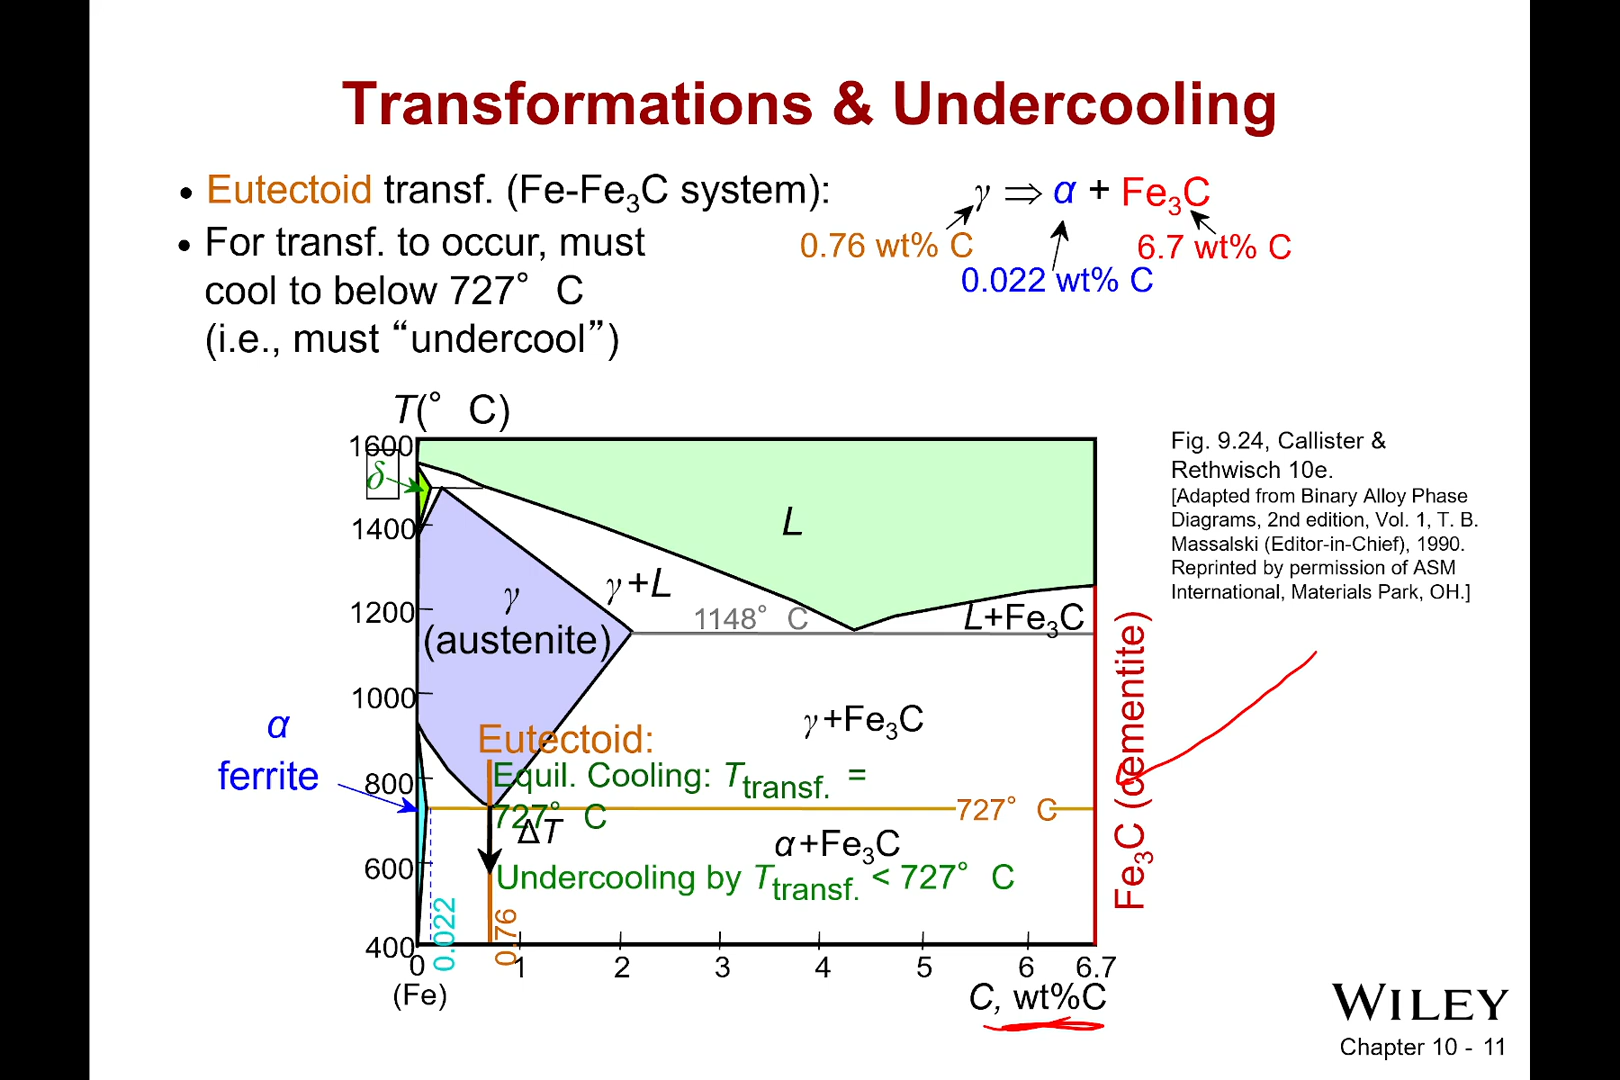 Transformations & Undercooling
• Eutectoid transf. (Fe-Fe₃C system):
γ ⇒ α + Fe₃C
0.76 wt% C
6.7 wt% C
0.022 wt% C
• For transf. to occur, must
cool to below 727° C
(i.e., must “undercool”)
T(° C)
1600
δ
1400
1200
1000
800
600
400
L
γ+L
γ
(austenite)
1148° C
L+Fe₃C
γ+Fe₃C
α
ferrite
Eutectoid:
Equil. Cooling: Ttransf. =
727° C
727° C
ΔT
α+Fe₃C
Undercooling by Ttransf. < 727° C
0.022
0.76
Fe₃C (cementite)
0 1 2 3 4 5 6 6.7
(Fe)
C, wt%C
Fig. 9.24, Callister &
Rethwisch 10e.
[Adapted from Binary Alloy Phase
Diagrams, 2nd edition, Vol. 1, T. B.
Massalski (Editor-in-Chief), 1990.
Reprinted by permission of ASM
International, Materials Park, OH.]
WILEY
Chapter 10 - 11